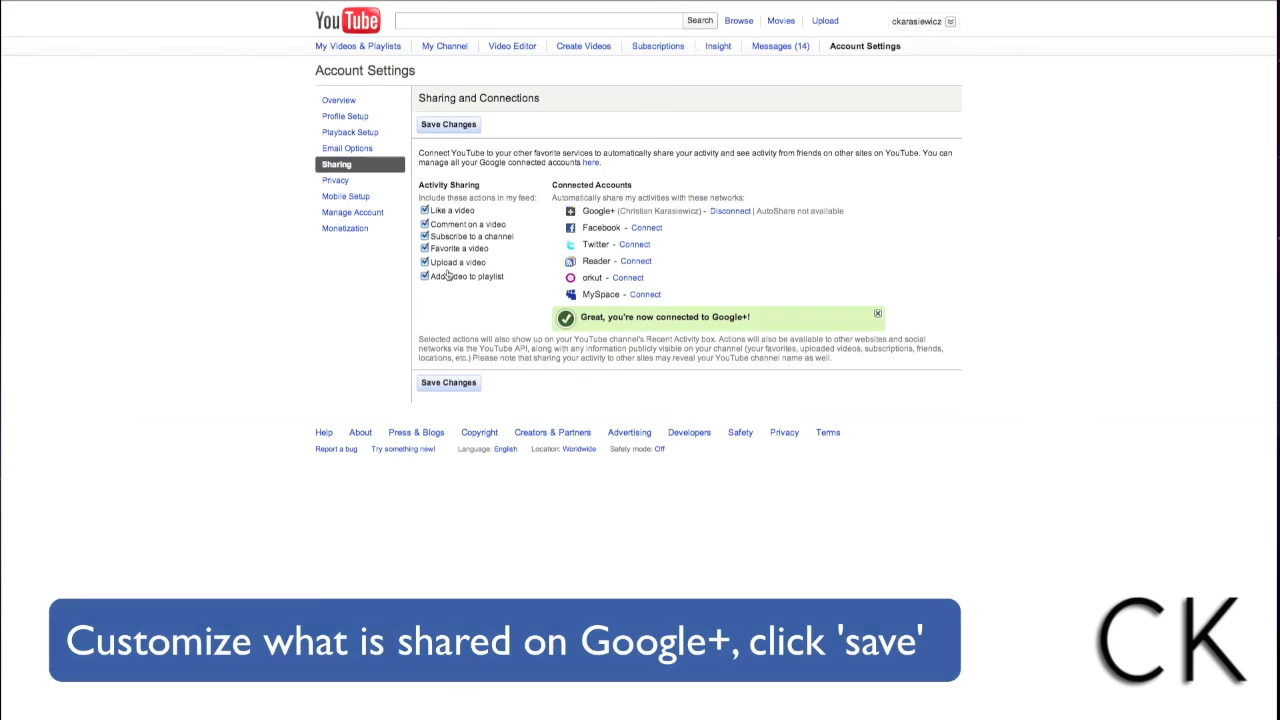 YouTube Search Browse Movies Upload ckarasiewicz
My Videos & Playlists My Channel Video Editor Create Videos Subscriptions Insight Messages (14) Account Settings
Account Settings
Overview
Profile Setup
Playback Setup
Email Options
Sharing
Privacy
Mobile Setup
Manage Account
Monetization
Sharing and Connections
Save Changes
Connect YouTube to your other favorite services to automatically share your activity and see activity from friends on other sites on YouTube. You can
manage all your Google connected accounts here.
Activity Sharing
Include these actions in my feed:
Like a video
Comment on a video
Subscribe to a channel
Favorite a video
Upload a video
Add video to playlist
Connected Accounts
Automatically share my activities with these networks:
Google+ (Christian Karasiewicz) - Disconnect | AutoShare not available
Facebook - Connect
Twitter - Connect
Reader - Connect
orkut - Connect
MySpace - Connect
Great, you're now connected to Google+!
Selected actions will also show up on your YouTube channel's Recent Activity box. Actions will also be available to other websites and social
networks via the YouTube API, along with any information publicly visible on your channel (your favorites, uploaded videos, subscriptions, friends,
locations, etc.) Please note that sharing your activity to other sites may reveal your YouTube channel name as well.
Save Changes
Help About Press & Blogs Copyright Creators & Partners Advertising Developers Safety Privacy Terms
Report a bug Try something new! Language: English Location: Worldwide Safety mode: Off
Customize what is shared on Google+, click 'save'
CK